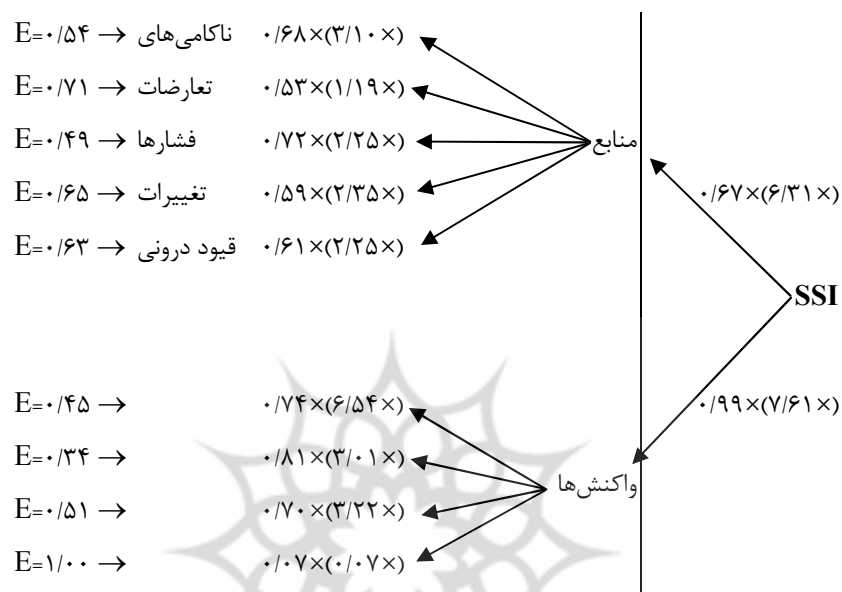 E=۰/۵۴ → ناکامی‌های ۰/۶۸×(۳/۱۰×)
E=۰/۷۱ → تعارضات ۰/۵۳×(۱/۱۹×)
E=۰/۴۹ → فشارها ۰/۷۲×(۲/۲۵×)
منابع
E=۰/۶۵ → تغییرات ۰/۵۹×(۲/۳۵×)
۰/۶۷×(۶/۳۱×)
E=۰/۶۳ → قیود درونی ۰/۶۱×(۲/۲۵×)
SSI
E=۰/۴۵ → ۰/۷۴×(۶/۵۴×)
۰/۹۹×(۷/۶۱×)
E=۰/۳۴ → ۰/۸۱×(۳/۰۱×)
واکنش‌ها
E=۰/۵۱ → ۰/۷۰×(۳/۲۲×)
E=۱/۰۰ → ۰/۰۷×(۰/۰۷×)